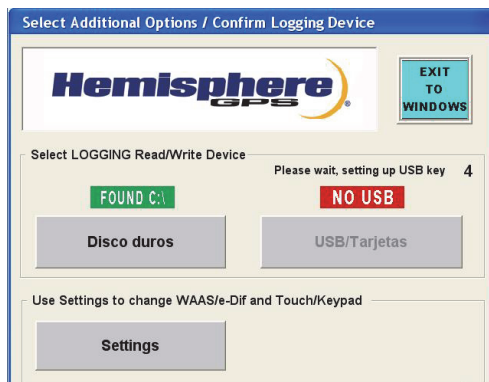 Select Additional Options / Confirm Logging Device
Hemisphere
GPS
EXIT
TO
WINDOWS
Select LOGGING Read/Write Device
Please wait, setting up USB key 4
FOUND C:\
NO USB
Disco duros
USB/Tarjetas
Use Settings to change WAAS/e-Dif and Touch/Keypad
Settings